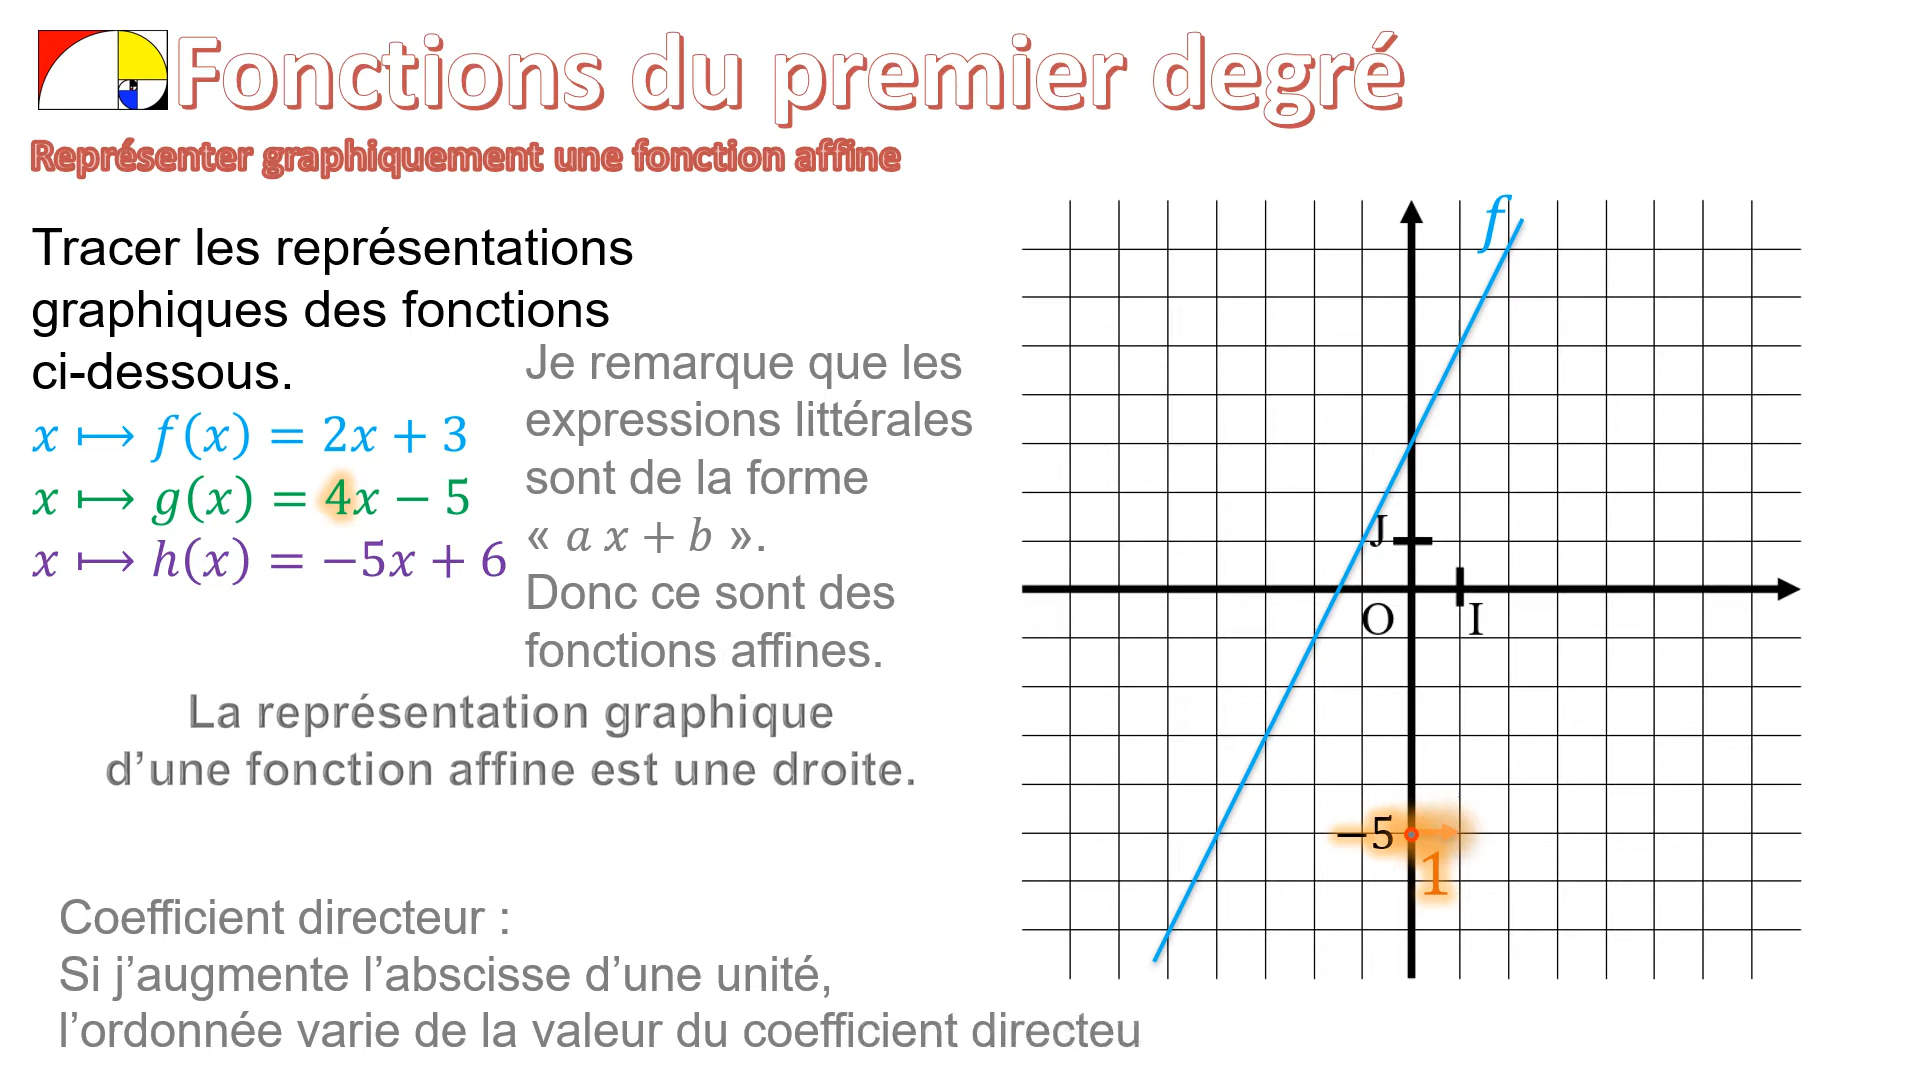 Fonctions du premier degré
Représenter graphiquement une fonction affine
Tracer les représentations
graphiques des fonctions
ci-dessous.
x ⟼ f(x) = 2x + 3
x ⟼ g(x) = 4x − 5
x ⟼ h(x) = −5x + 6
Je remarque que les
expressions littérales
sont de la forme
« a x + b ».
Donc ce sont des
fonctions affines.
La représentation graphique
d’une fonction affine est une droite.
Coefficient directeur :
Si j’augmente l’abscisse d’une unité,
l’ordonnée varie de la valeur du coefficient directeu
f
J
O
I
−5
1